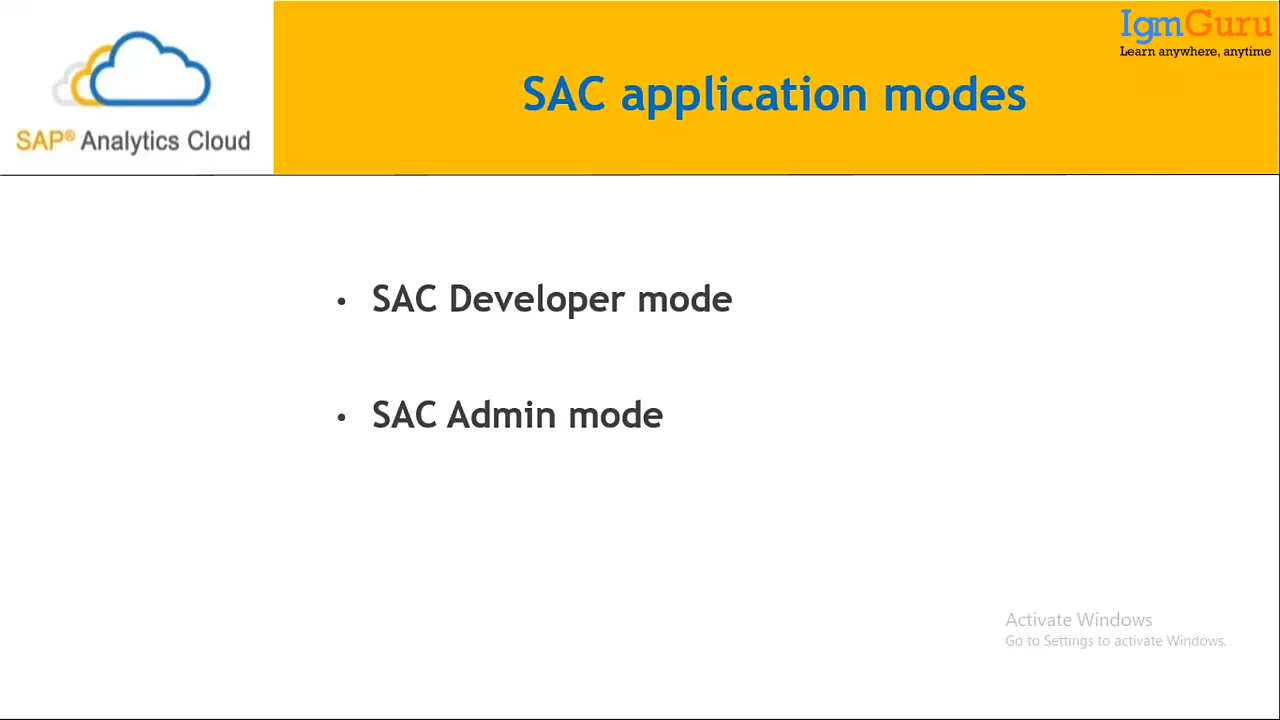 IgmGuru
Learn anywhere, anytime
SAP® Analytics Cloud
SAC application modes
• SAC Developer mode
• SAC Admin mode
Activate Windows
Go to Settings to activate Windows.